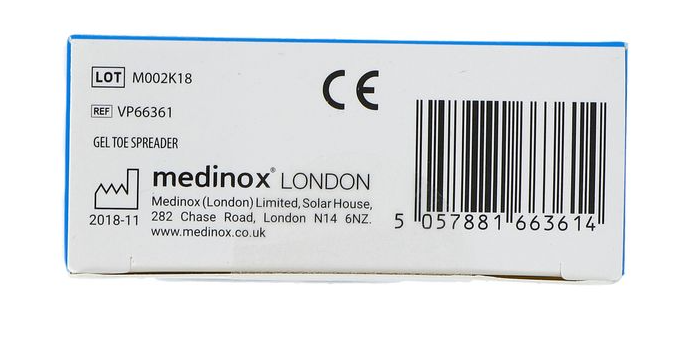 LOT M002K18
REF VP66361
GEL TOE SPREADER
2018-11
medinox® LONDON
Medinox (London) Limited, Solar House,
282 Chase Road, London N14 6NZ.
www.medinox.co.uk
CE
5 057881 663614